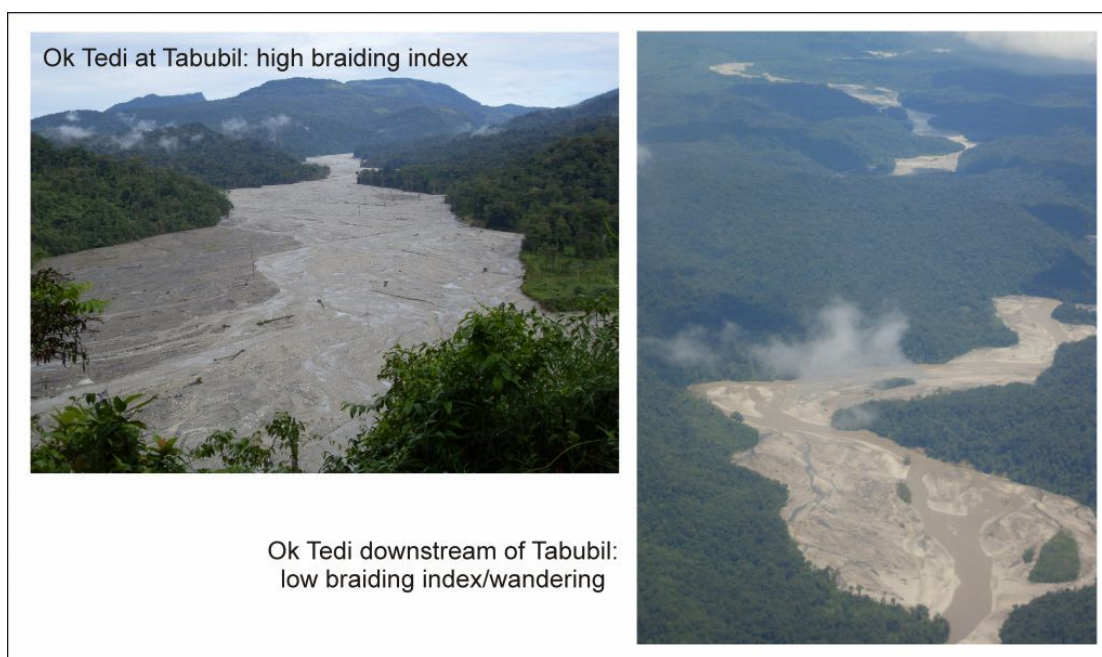 Ok Tedi at Tabubil: high braiding index
Ok Tedi downstream of Tabubil:
low braiding index/wandering